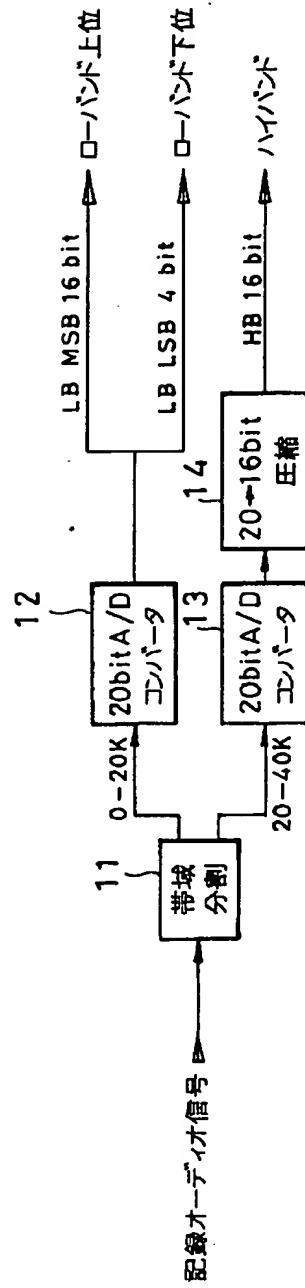 記録オーディオ信号
11
帯域
分割
0-20K
20-40K
12
20bitA/D
コンバータ
13
20bitA/D
コンバータ
14
20→16bit
圧縮
LB MSB 16 bit
LB LSB 4 bit
HB 16 bit
ローバンド上位
ローバンド下位
ハイバンド